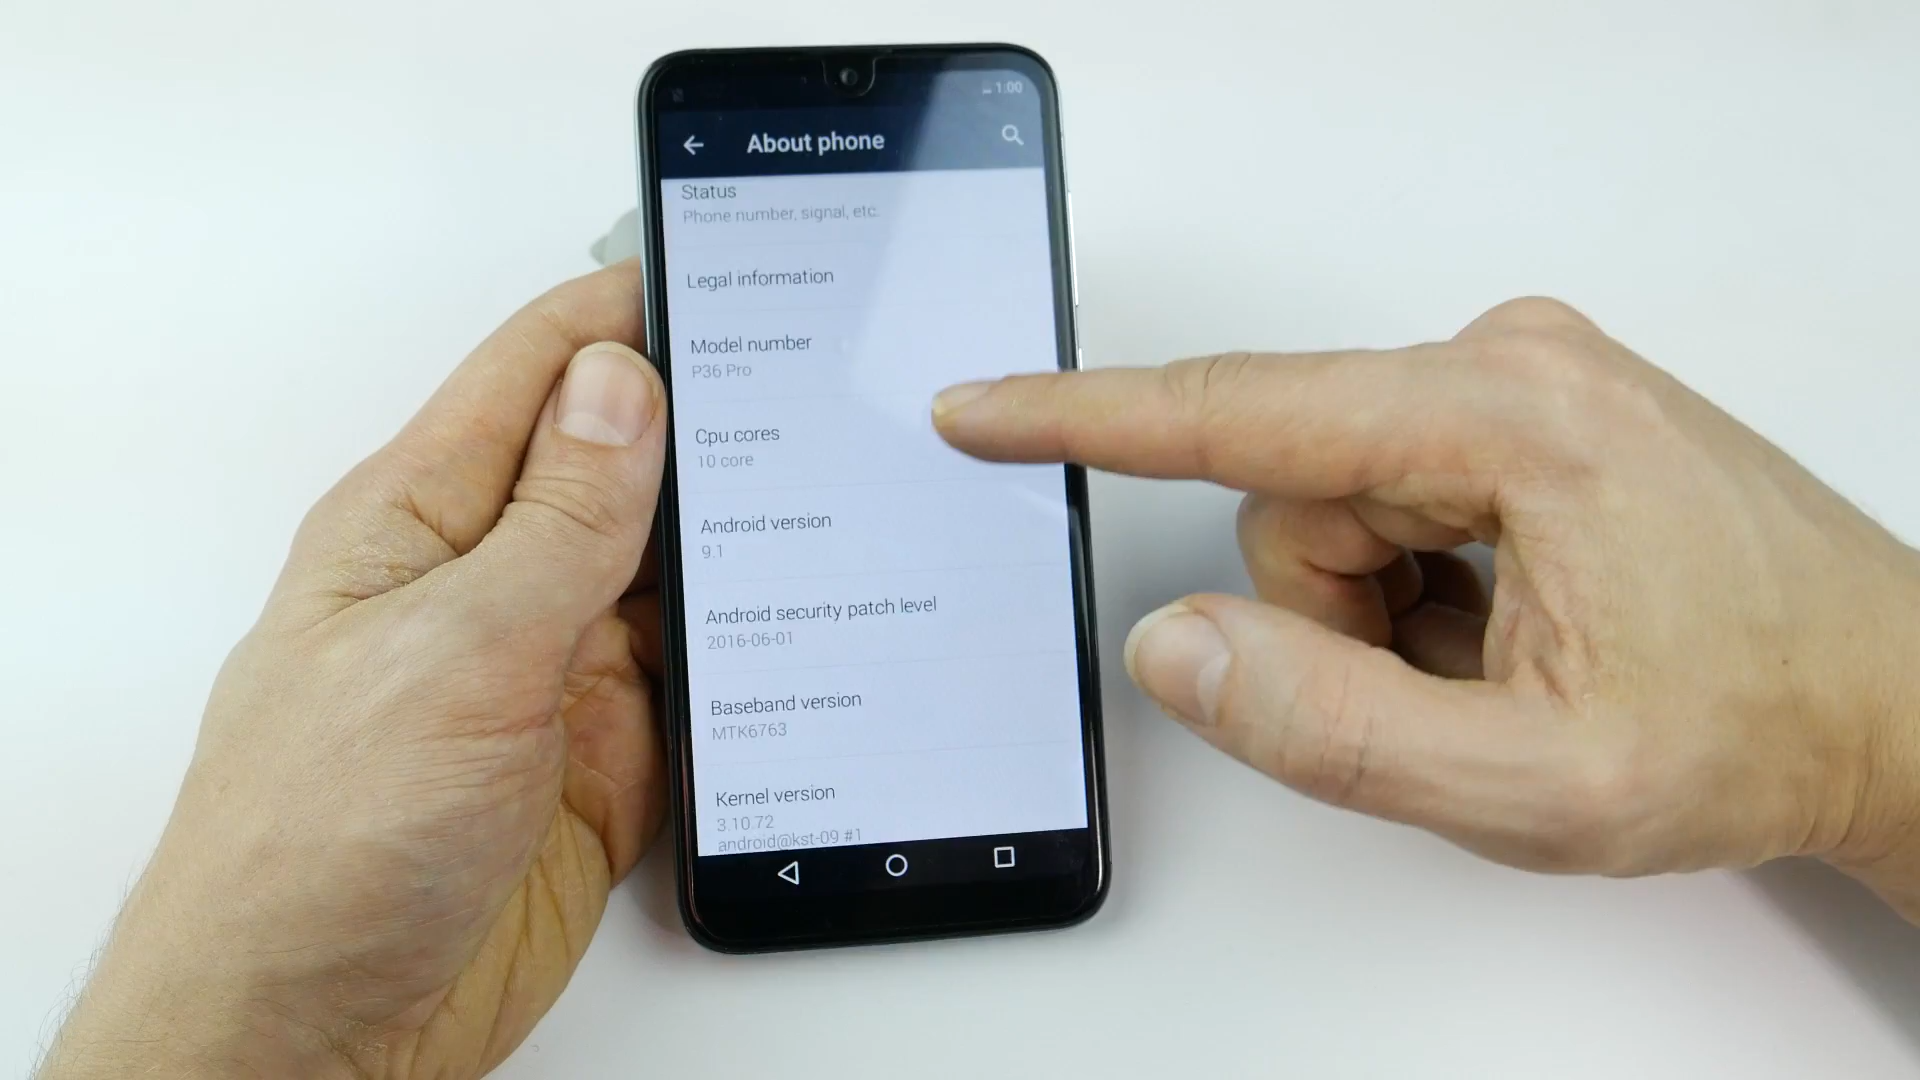 1:00
About phone
Status
Phone number, signal, etc.
Legal information
Model number
P36 Pro
Cpu cores
10 core
Android version
9.1
Android security patch level
2016-06-01
Baseband version
MTK6763
Kernel version
3.10.72
android@kst-09 #1